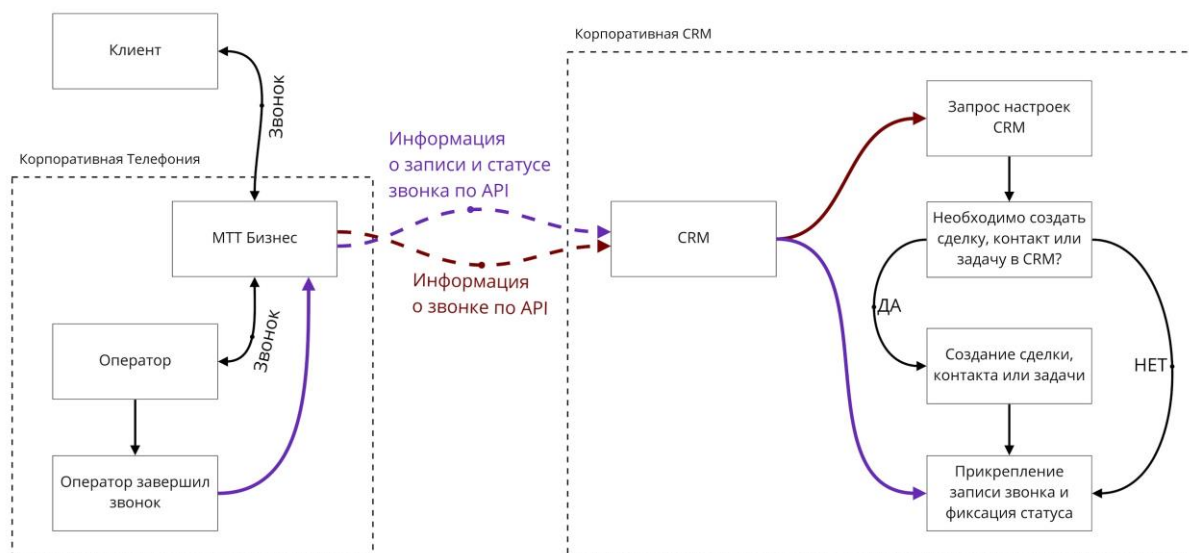 Клиент
Звонок
Корпоративная Телефония
МТТ Бизнес
Звонок
Оператор
Оператор завершил
звонок
Информация
о записи и статусе
звонка по API
Информация
о звонке по API
Корпоративная CRM
CRM
Запрос настроек
CRM
Необходимо создать
сделку, контакт или
задачу в CRM?
ДА
НЕТ
Создание сделки,
контакта или задачи
Прикрепление
записи звонка и
фиксация статуса